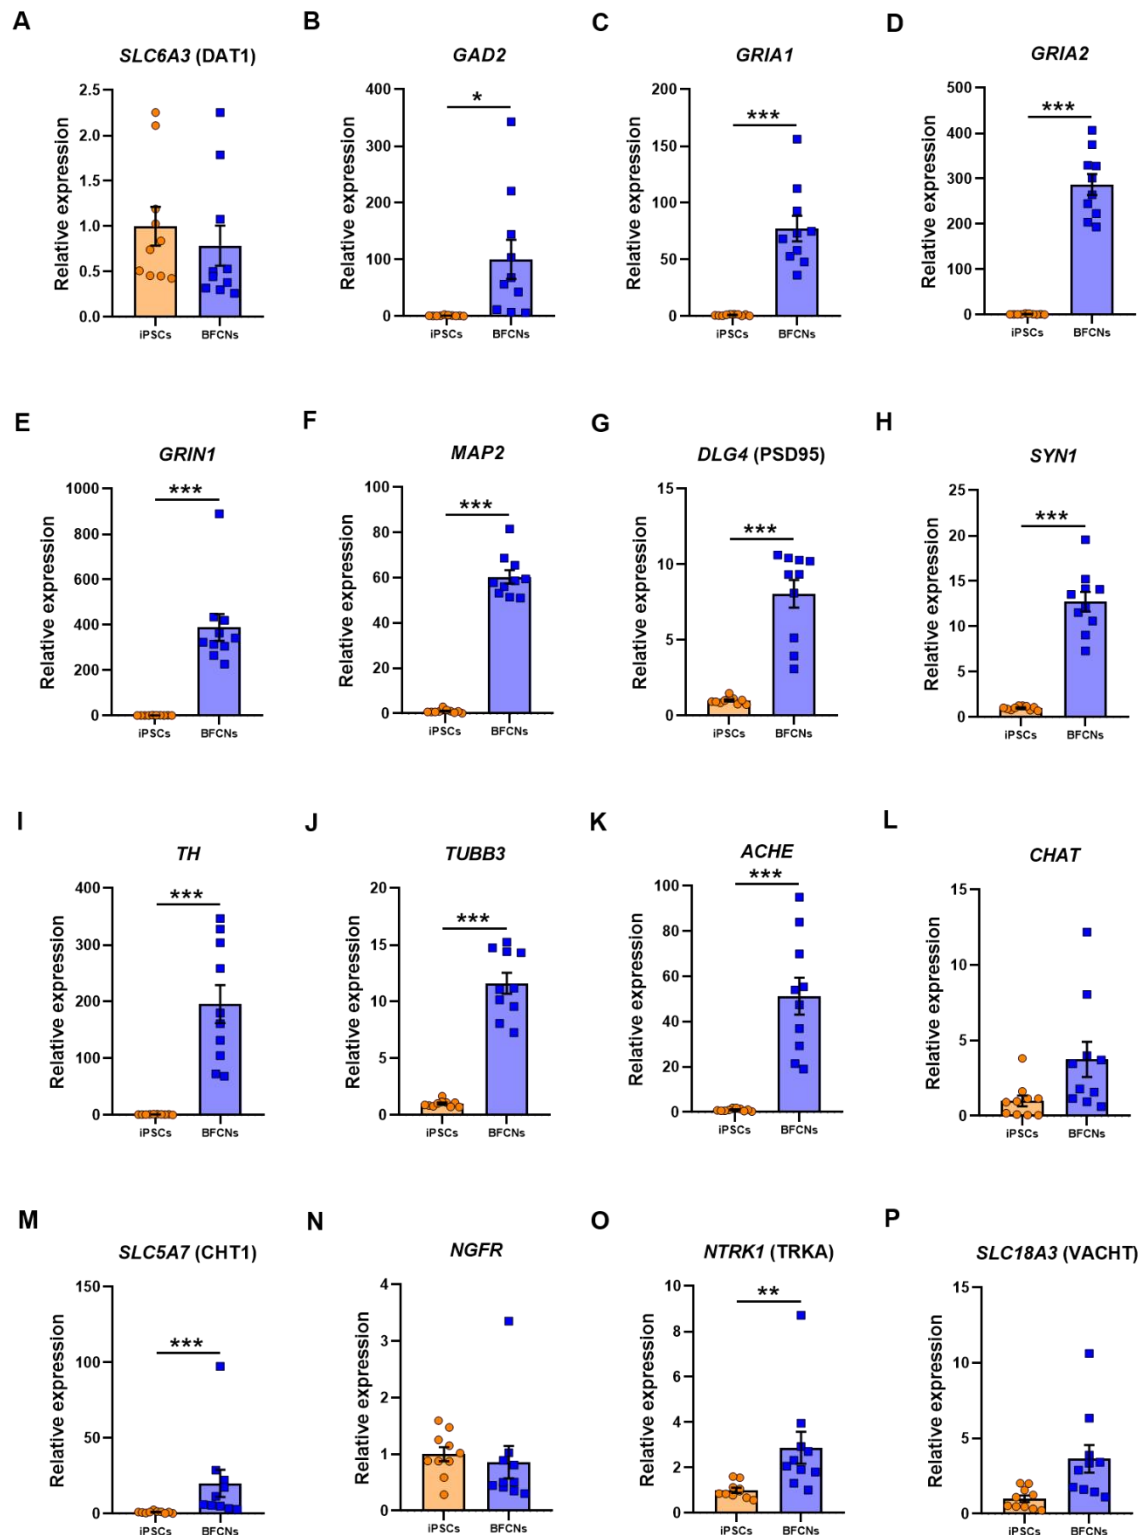 A
SLC6A3 (DAT1)
Relative expression
2.5
2.0
1.5
1.0
0.5
0.0
iPSCs BFCNs
B
GAD2
*
Relative expression
400
300
200
100
0
iPSCs BFCNs
C
GRIA1
***
Relative expression
200
150
100
50
0
iPSCs BFCNs
D
GRIA2
***
Relative expression
500
400
300
200
100
0
iPSCs BFCNs
E
GRIN1
***
Relative expression
1000
800
600
400
200
0
iPSCs BFCNs
F
MAP2
***
Relative expression
100
80
60
40
20
0
iPSCs BFCNs
G
DLG4 (PSD95)
***
Relative expression
15
10
5
0
iPSCs BFCNs
H
SYN1
***
Relative expression
25
20
15
10
5
0
iPSCs BFCNs
I
TH
***
Relative expression
400
300
200
100
0
iPSCs BFCNs
J
TUBB3
***
Relative expression
20
15
10
5
0
iPSCs BFCNs
K
ACHE
***
Relative expression
100
80
60
40
20
0
iPSCs BFCNs
L
CHAT
Relative expression
15
10
5
0
iPSCs BFCNs
M
SLC5A7 (CHT1)
***
Relative expression
150
100
50
0
iPSCs BFCNs
N
NGFR
Relative expression
4
3
2
1
0
iPSCs BFCNs
O
NTRK1 (TRKA)
**
Relative expression
10
8
6
4
2
0
iPSCs BFCNs
P
SLC18A3 (VACHT)
Relative expression
15
10
5
0
iPSCs BFCNs